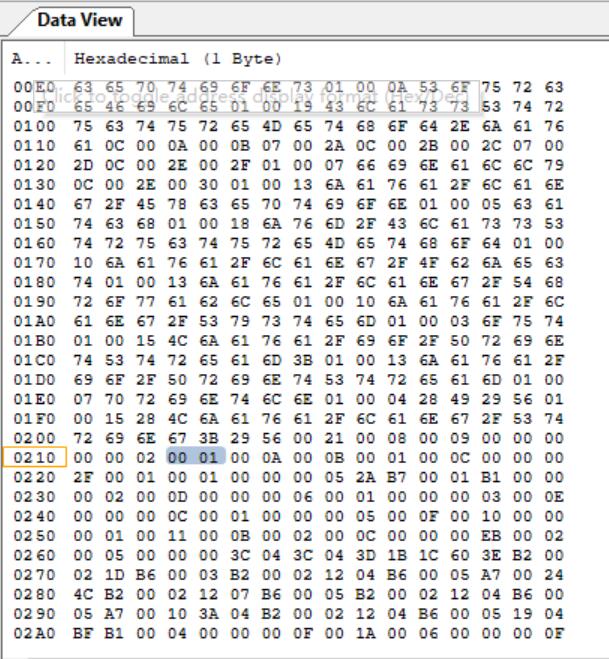 Data View
A... Hexadecimal (1 Byte)
00E0 63 65 70 74 69 6F 6E 73 01 00 0A 53 6F 75 72 63
Click to toggle address display format (Hex/Dec)
00F0 65 46 69 6C 65 01 00 19 43 6C 61 73 73 53 74 72
0100 75 63 74 75 72 65 4D 65 74 68 6F 64 2E 6A 61 76
0110 61 0C 00 0A 00 0B 07 00 2A 0C 00 2B 00 2C 07 00
0120 2D 0C 00 2E 00 2F 01 00 07 66 69 6E 61 6C 6C 79
0130 0C 00 2E 00 30 01 00 13 6A 61 76 61 2F 6C 61 6E
0140 67 2F 45 78 63 65 70 74 69 6F 6E 01 00 05 63 61
0150 74 63 68 01 00 18 6A 76 6D 2F 43 6C 61 73 73 53
0160 74 72 75 63 74 75 72 65 4D 65 74 68 6F 64 01 00
0170 10 6A 61 76 61 2F 6C 61 6E 67 2F 4F 62 6A 65 63
0180 74 01 00 13 6A 61 76 61 2F 6C 61 6E 67 2F 54 68
0190 72 6F 77 61 62 6C 65 01 00 10 6A 61 76 61 2F 6C
01A0 61 6E 67 2F 53 79 73 74 65 6D 01 00 03 6F 75 74
01B0 01 00 15 4C 6A 61 76 61 2F 69 6F 2F 50 72 69 6E
01C0 74 53 74 72 65 61 6D 3B 01 00 13 6A 61 76 61 2F
01D0 69 6F 2F 50 72 69 6E 74 53 74 72 65 61 6D 01 00
01E0 07 70 72 69 6E 74 6C 6E 01 00 04 28 49 29 56 01
01F0 00 15 28 4C 6A 61 76 61 2F 6C 61 6E 67 2F 53 74
0200 72 69 6E 67 3B 29 56 00 21 00 08 00 09 00 00 00
0210 00 00 02 00 01 00 0A 00 0B 00 01 00 0C 00 00 00
0220 2F 00 01 00 01 00 00 00 05 2A B7 00 01 B1 00 00
0230 00 02 00 0D 00 00 00 06 00 01 00 00 00 03 00 0E
0240 00 00 00 0C 00 01 00 00 00 05 00 0F 00 10 00 00
0250 00 01 00 11 00 0B 00 02 00 0C 00 00 00 EB 00 02
0260 00 05 00 00 00 3C 04 3C 04 3D 1B 1C 60 3E B2 00
0270 02 1D B6 00 03 B2 00 02 12 04 B6 00 05 A7 00 24
0280 4C B2 00 02 12 07 B6 00 05 B2 00 02 12 04 B6 00
0290 05 A7 00 10 3A 04 B2 00 02 12 04 B6 00 05 19 04
02A0 BF B1 00 04 00 00 00 0F 00 1A 00 06 00 00 00 0F